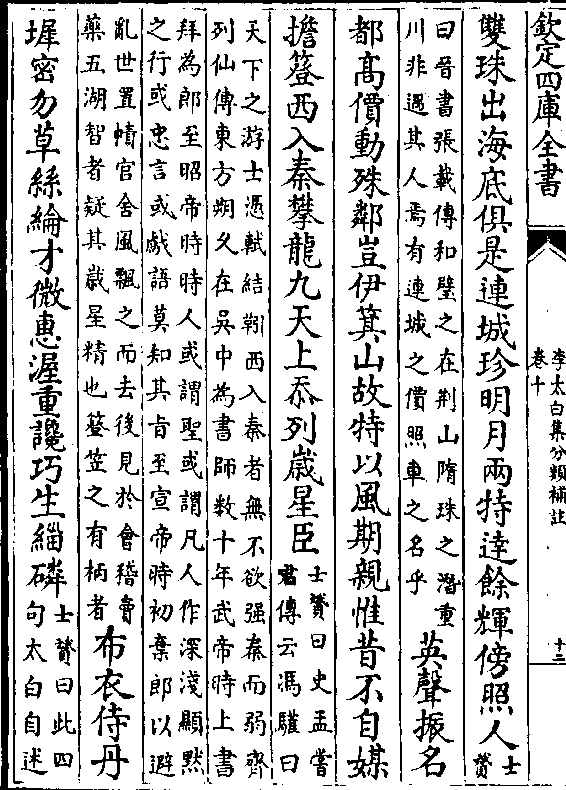 欽定四庫全書
李太白集分類補註
卷十
十二
雙珠出海底俱是連城珍明月兩特達餘輝傍照人
士
贇
曰晉書張載傳和璧之在荆山隋珠之潛重
川非遇其人焉有連城之價照車之名乎
英聲振名
都高價動殊鄰豈伊箕山故特以風期親惟昔不自媒
擔簦西入秦攀龍九天上忝列歲星臣
士贇曰史孟嘗
君傳云馮驩曰
天下之游士憑軾結靷西入秦者無不欲强秦而弱齊
列仙傳東方朔久在吳中為書師数十年武帝時上書
拜為郎至昭帝時時人或謂聖或謂凡人作深淺顯黙
之行或忠言或戲語莫知其旨至宣帝時初棄郎以避
亂世置幘官舍風飄之而去後見於會稽賣
藥五湖智者疑其歲星精也簦笠之有柄者
布衣侍丹
墀密勿草絲綸才微惠渥重讒巧生緇磷
士贇曰此四
句太白自述